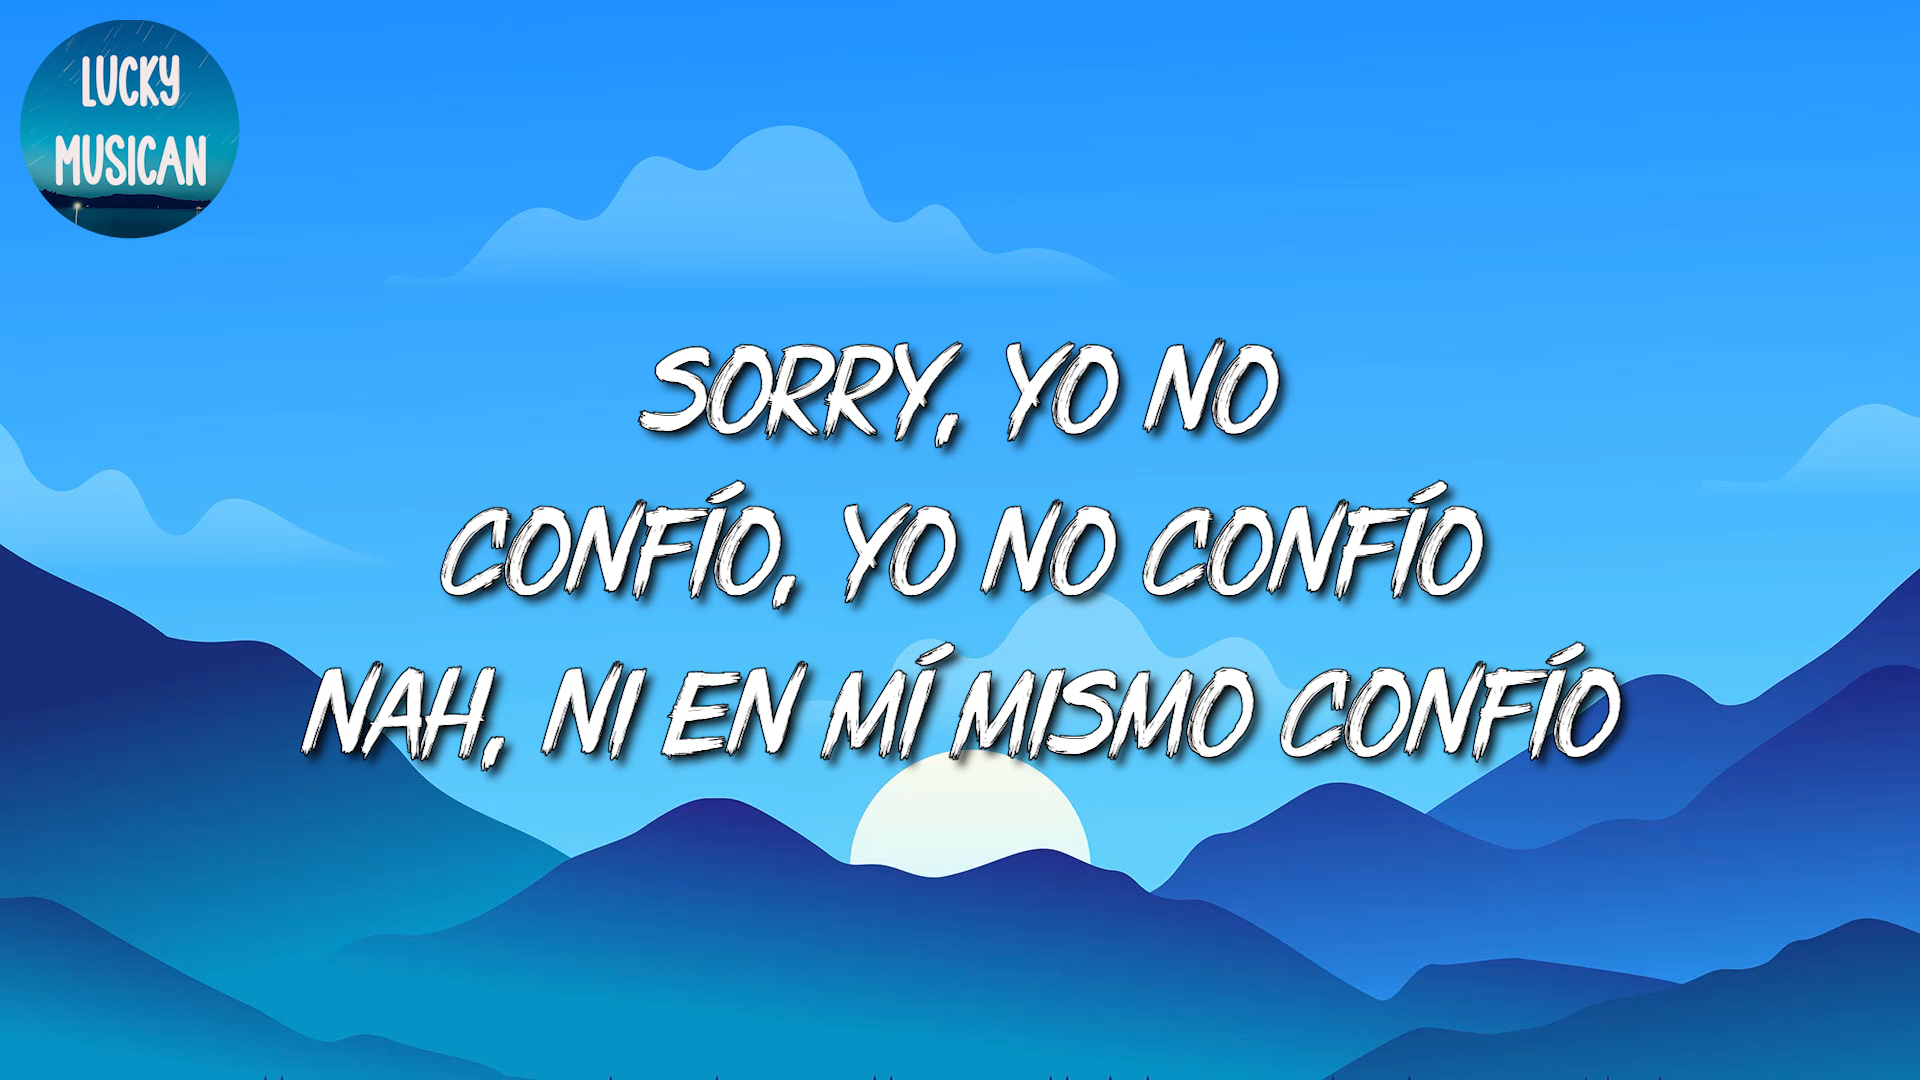 LUCKY
MUSICAN
SORRY, YO NO
CONFÍO, YO NO CONFÍO
NAH, NI EN MÍ MISMO CONFÍO